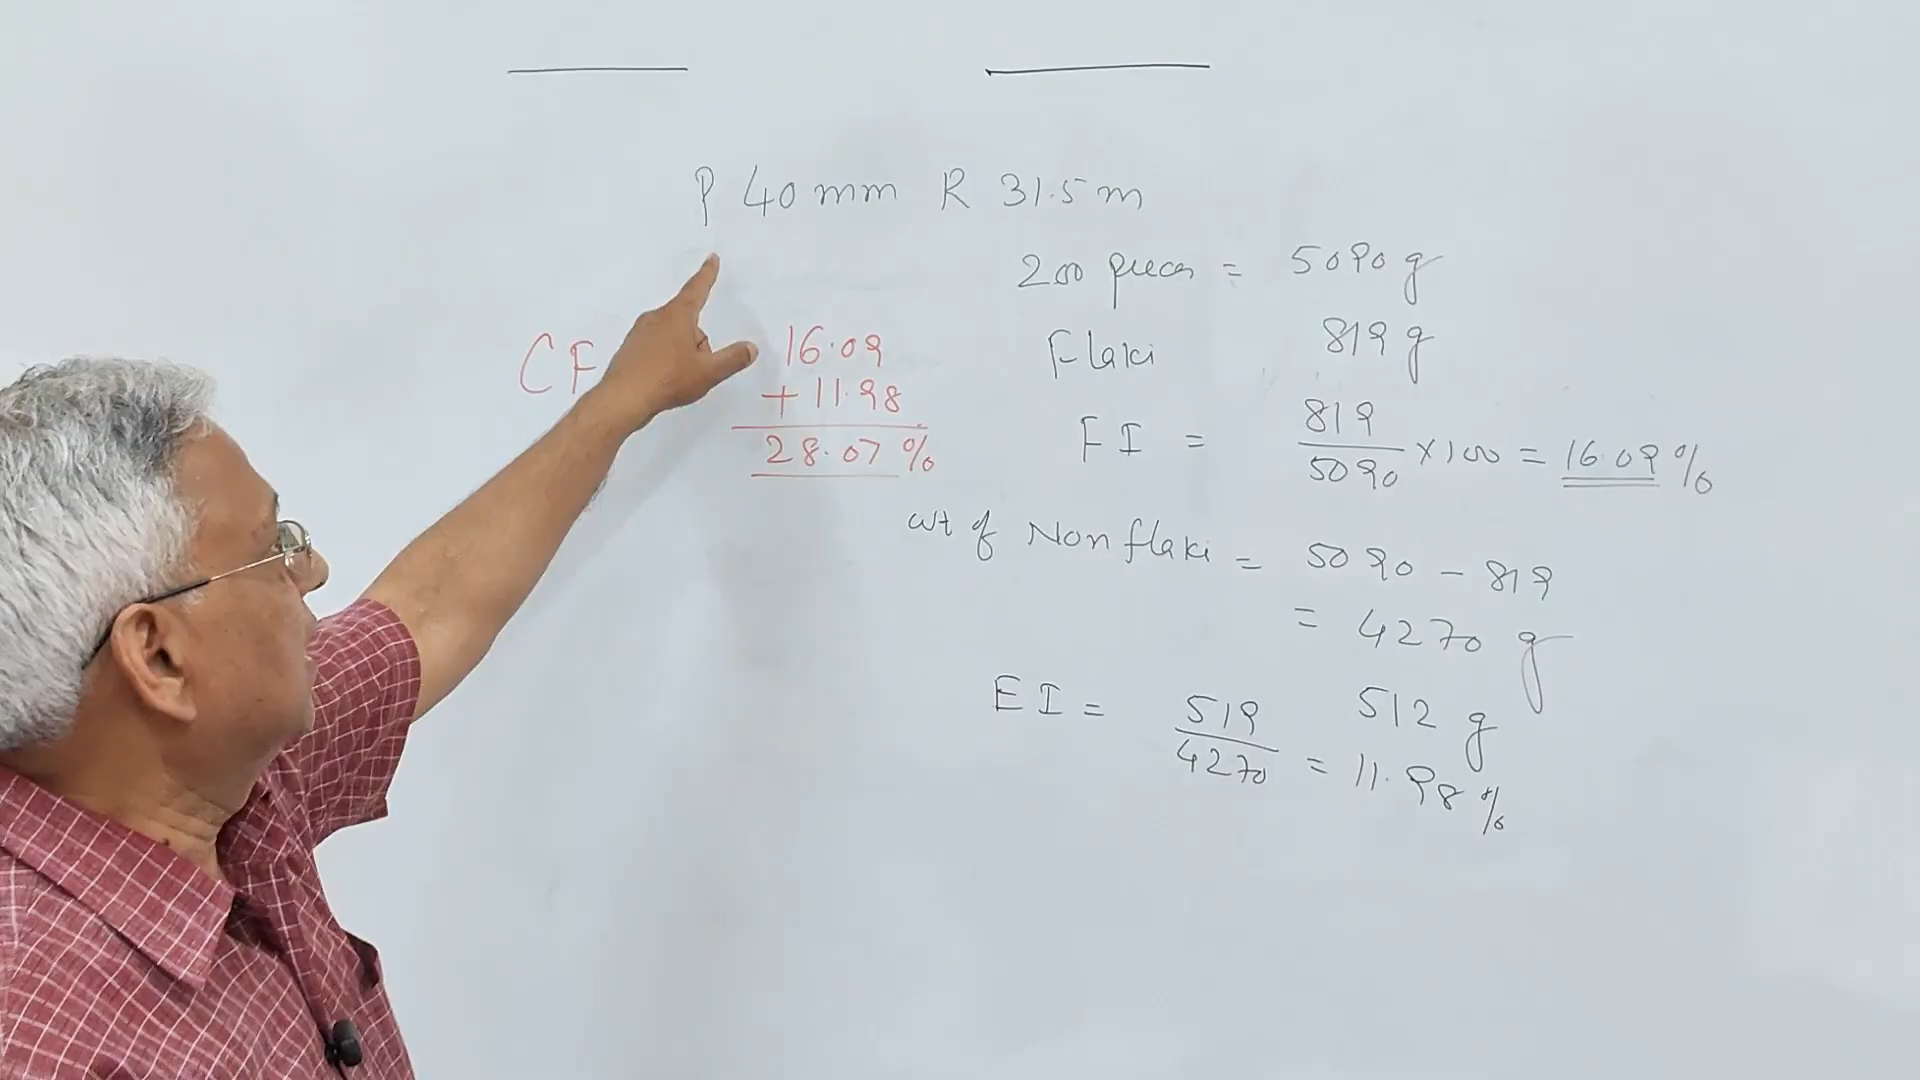 P 40 mm R 31.5 m
200 pieces = 5090 g
Flaki 819 g
CF 16.09
+ 11.98
28.07 %
FI = 819/5090 × 100 = 16.09 %
wt of Non flaki = 5090 - 819
= 4270 g
512 g
EI = 519/4270 = 11.98 %